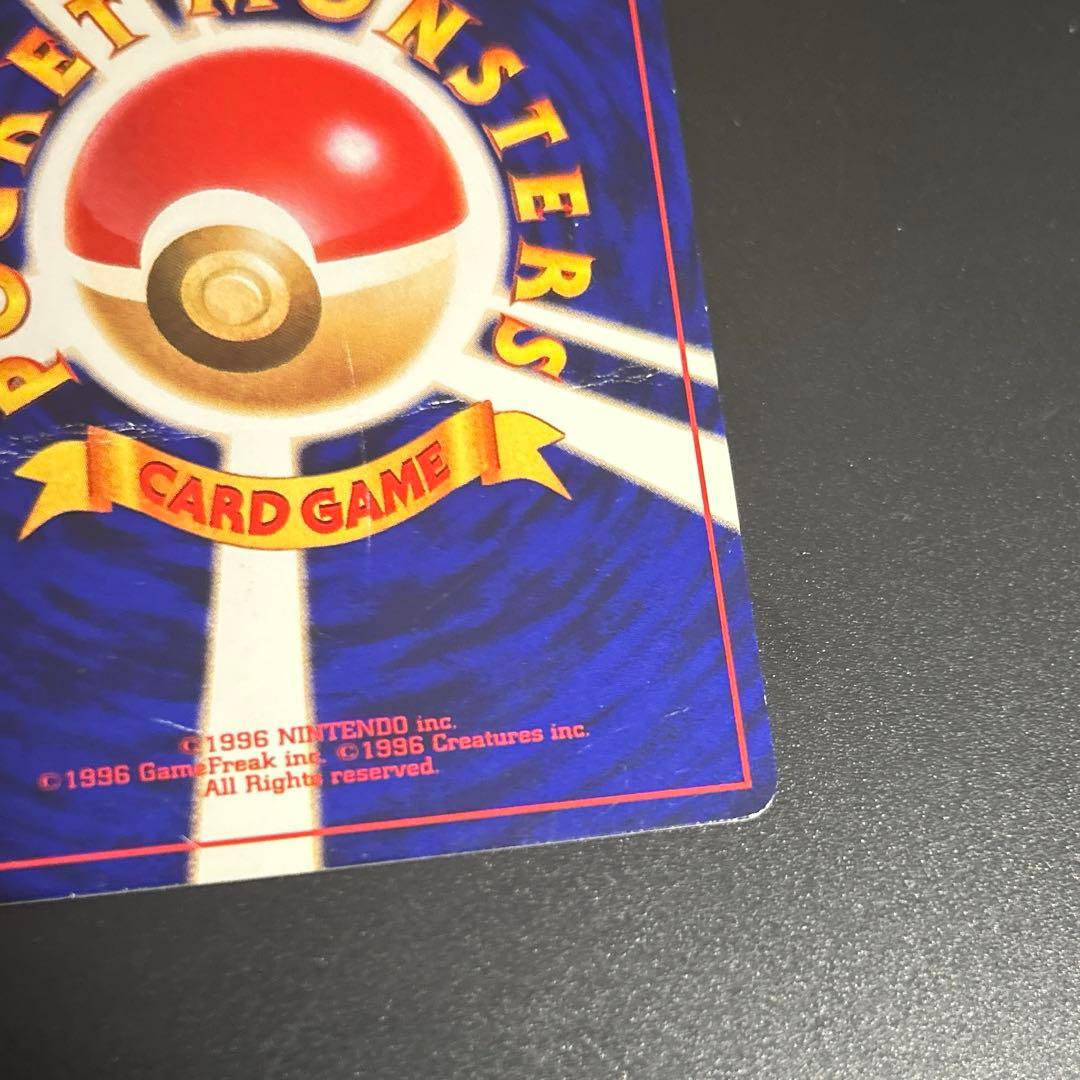 POCKET MONSTERS
CARD GAME
©1996 NINTENDO inc.
©1996 GameFreak inc. ©1996 Creatures inc.
All Rights reserved.